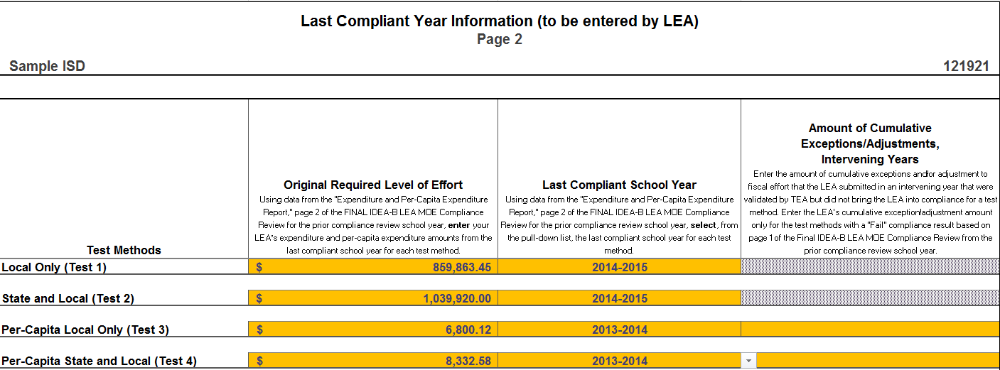 Last Compliant Year Information (to be entered by LEA)
Page 2
Sample ISD 121921
Test Methods
Original Required Level of Effort
Using data from the "Expenditure and Per-Capita Expenditure
Report," page 2 of the FINAL IDEA-B LEA MOE Compliance
Review for the prior compliance review school year, enter your
LEA's expenditure and per-capita expenditure amounts from the
last compliant school year for each test method.
Last Compliant School Year
Using data from the "Expenditure and Per-Capita Expenditure
Report," page 2 of the FINAL IDEA-B LEA MOE Compliance
Review for the prior compliance review school year, select, from
the pull-down list, the last compliant school year for each test
method.
Amount of Cumulative
Exceptions/Adjustments,
Intervening Years
Enter the amount of cumulative exceptions and/or adjustment to
fiscal effort that the LEA submitted in an intervening year that were
validated by TEA but did not bring the LEA into compliance for a test
method. Enter the LEA's cumulative exception/adjustment amount
only for the test methods with a "Fail" compliance result based on
page 1 of the Final IDEA-B LEA MOE Compliance Review from the
prior compliance review school year.
Local Only (Test 1) $ 859,863.45 2014-2015
State and Local (Test 2) $ 1,039,920.00 2014-2015
Per-Capita Local Only (Test 3) $ 6,800.12 2013-2014
Per-Capita State and Local (Test 4) $ 8,332.58 2013-2014